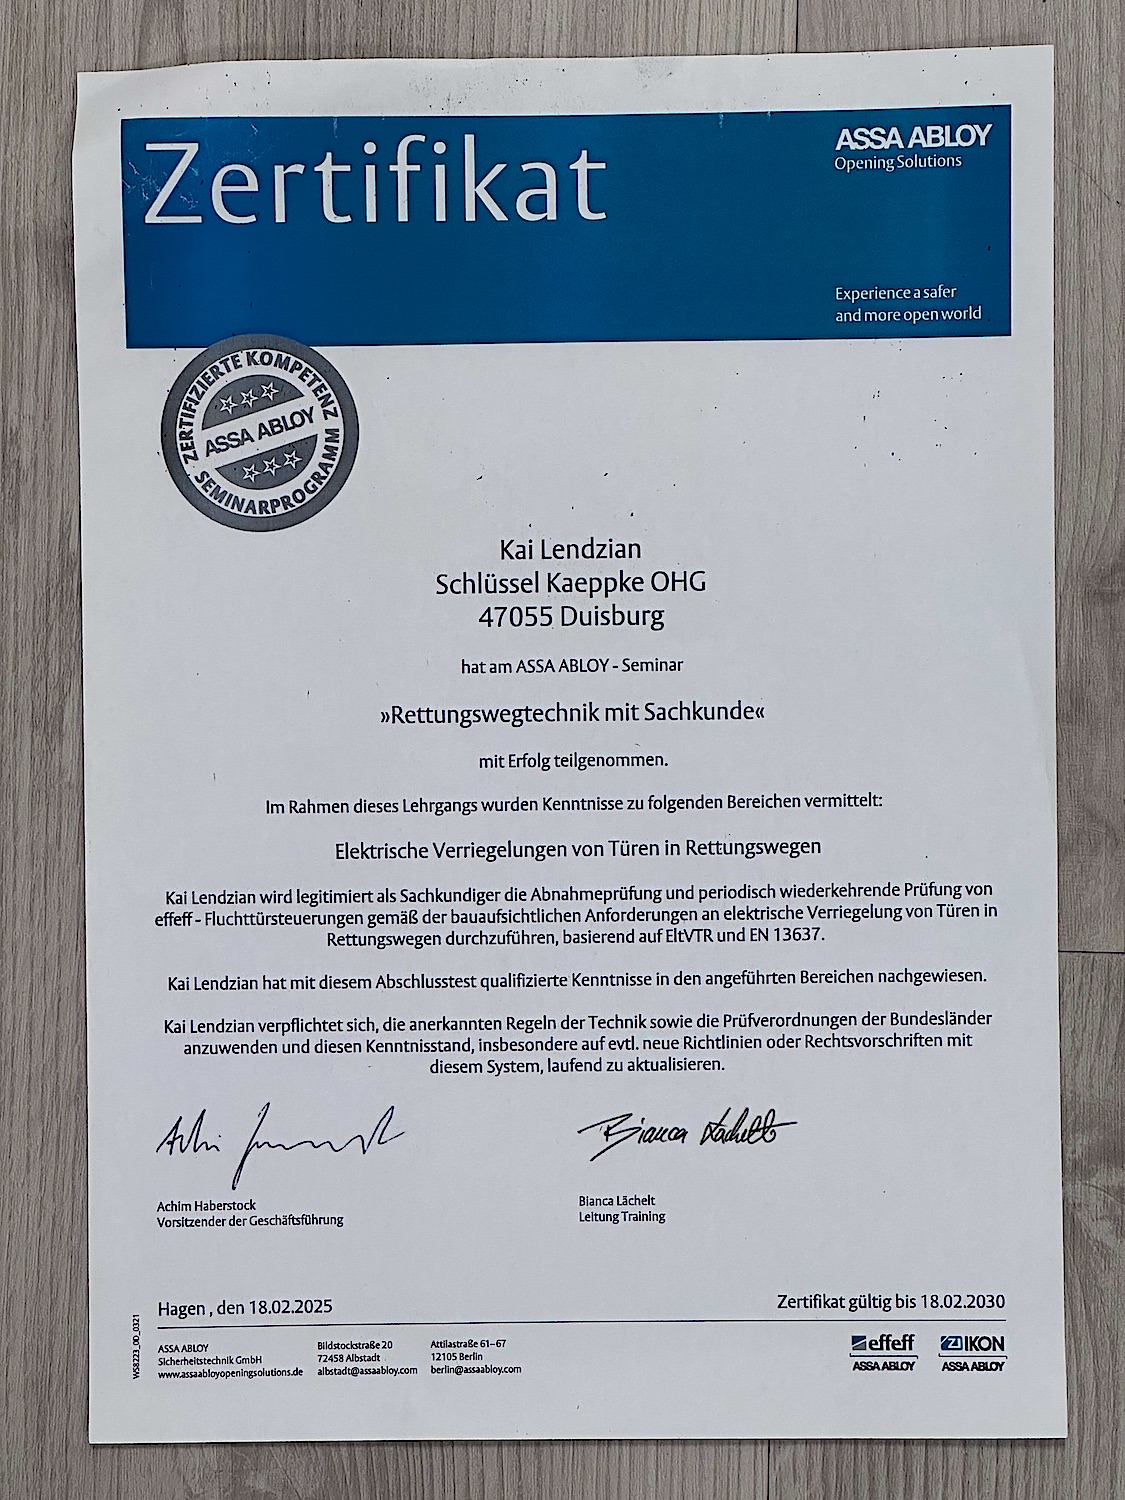 Zertifikat
ASSA ABLOY
Opening Solutions
Experience a safer
and more open world
ZERTIFIZIERTE KOMPETENZ
ASSA ABLOY
SEMINARPROGRAMM
Kai Lendzian
Schlüssel Kaeppke OHG
47055 Duisburg
hat am ASSA ABLOY - Seminar
»Rettungswegtechnik mit Sachkunde«
mit Erfolg teilgenommen.
Im Rahmen dieses Lehrgangs wurden Kenntnisse zu folgenden Bereichen vermittelt:
Elektrische Verriegelungen von Türen in Rettungswegen
Kai Lendzian wird legitimiert als Sachkundiger die Abnahmeprüfung und periodisch wiederkehrende Prüfung von
effeff - Fluchttürsteuerungen gemäß der bauaufsichtlichen Anforderungen an elektrische Verriegelung von Türen in
Rettungswegen durchzuführen, basierend auf EltVTR und EN 13637.
Kai Lendzian hat mit diesem Abschlusstest qualifizierte Kenntnisse in den angeführten Bereichen nachgewiesen.
Kai Lendzian verpflichtet sich, die anerkannten Regeln der Technik sowie die Prüfverordnungen der Bundesländer
anzuwenden und diesen Kenntnisstand, insbesondere auf evtl. neue Richtlinien oder Rechtsvorschriften mit
diesem System, laufend zu aktualisieren.
Bianca Lächelt
Achim Haberstock
Vorsitzender der Geschäftsführung
Bianca Lächelt
Leitung Training
Hagen , den 18.02.2025
Zertifikat gültig bis 18.02.2030
WS8223_00_0321
ASSA ABLOY
Sicherheitstechnik GmbH
www.assaabloyopeningsolutions.de
Bildstockstraße 20
72458 Albstadt
albstadt@assaabloy.com
Attilastraße 61–67
12105 Berlin
berlin@assaabloy.com
effeff
ASSA ABLOY
IKON
ASSA ABLOY